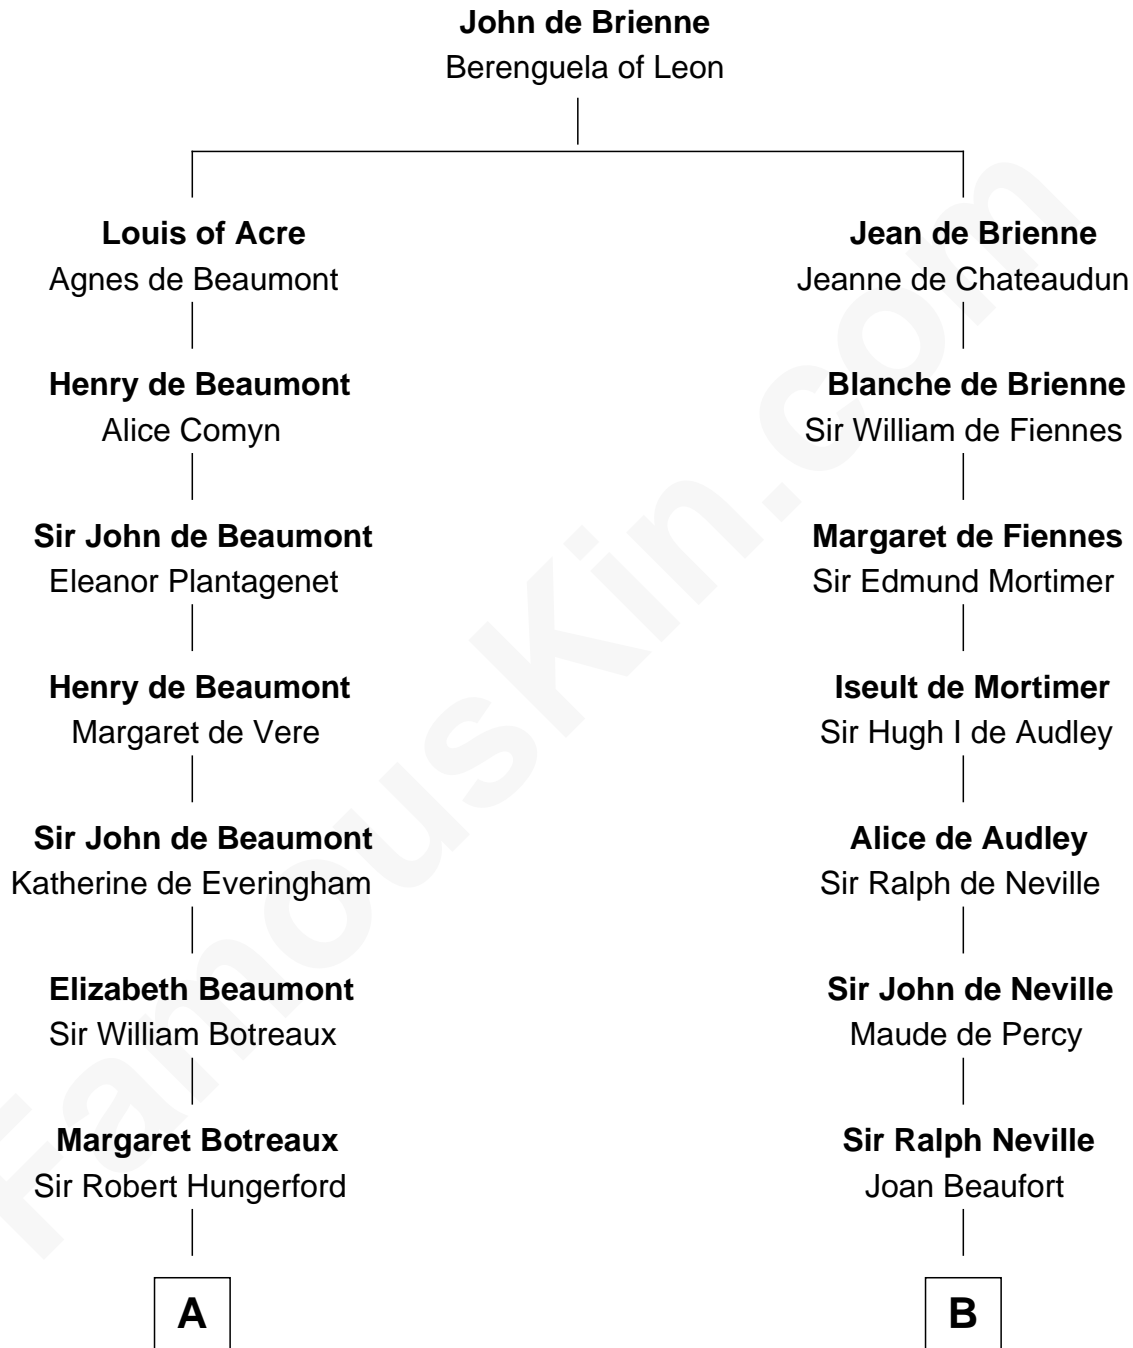 John de Brienne
Berenguela of Leon
Louis of Acre
Agnes de Beaumont
Jean de Brienne
Jeanne de Chateaudun
Henry de Beaumont
Alice Comyn
Blanche de Brienne
Sir William de Fiennes
Sir John de Beaumont
Eleanor Plantagenet
Margaret de Fiennes
Sir Edmund Mortimer
Henry de Beaumont
Margaret de Vere
Iseult de Mortimer
Sir Hugh I de Audley
Sir John de Beaumont
Katherine de Everingham
Alice de Audley
Sir Ralph de Neville
Elizabeth Beaumont
Sir William Botreaux
Sir John de Neville
Maude de Percy
Margaret Botreaux
Sir Robert Hungerford
Sir Ralph Neville
Joan Beaufort
A
B
FamousKin.com